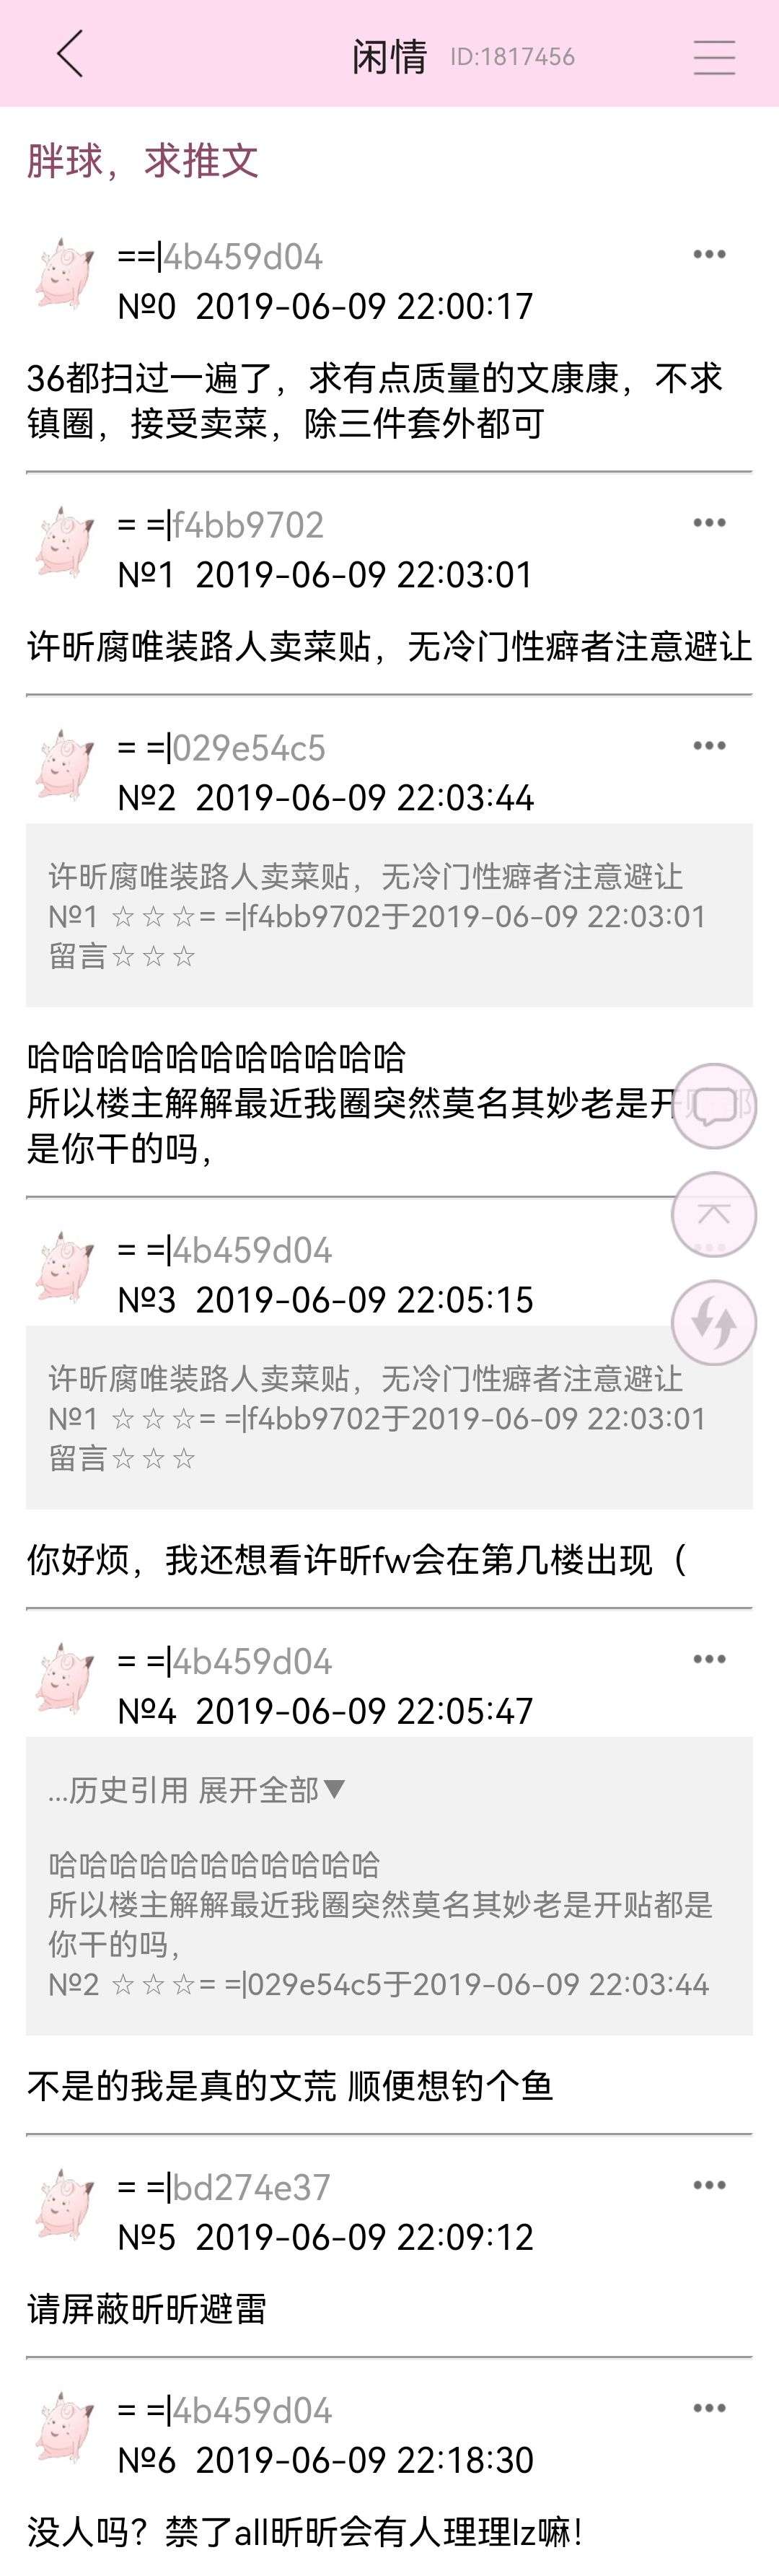 闲情 ID:1817456
胖球，求推文
==|4b459d04
№0 2019-06-09 22:00:17
36都扫过一遍了，求有点质量的文康康，不求
镇圈，接受卖菜，除三件套外都可
= =|f4bb9702
№1 2019-06-09 22:03:01
许昕腐唯装路人卖菜贴，无冷门性癖者注意避让
= =|029e54c5
№2 2019-06-09 22:03:44
许昕腐唯装路人卖菜贴，无冷门性癖者注意避让
№1 ☆☆☆= =|f4bb9702于2019-06-09 22:03:01
留言☆☆☆
哈哈哈哈哈哈哈哈哈哈哈
所以楼主解解最近我圈突然莫名其妙老是开贴都
是你干的吗，
= =|4b459d04
№3 2019-06-09 22:05:15
许昕腐唯装路人卖菜贴，无冷门性癖者注意避让
№1 ☆☆☆= =|f4bb9702于2019-06-09 22:03:01
留言☆☆☆
你好烦，我还想看许昕fw会在第几楼出现（
= =|4b459d04
№4 2019-06-09 22:05:47
...历史引用 展开全部▼
哈哈哈哈哈哈哈哈哈哈哈
所以楼主解解最近我圈突然莫名其妙老是开贴都是
你干的吗，
№2 ☆☆☆= =|029e54c5于2019-06-09 22:03:44
不是的我是真的文荒 顺便想钓个鱼
= =|bd274e37
№5 2019-06-09 22:09:12
请屏蔽昕昕避雷
= =|4b459d04
№6 2019-06-09 22:18:30
没人吗？禁了all昕昕会有人理理lz嘛！